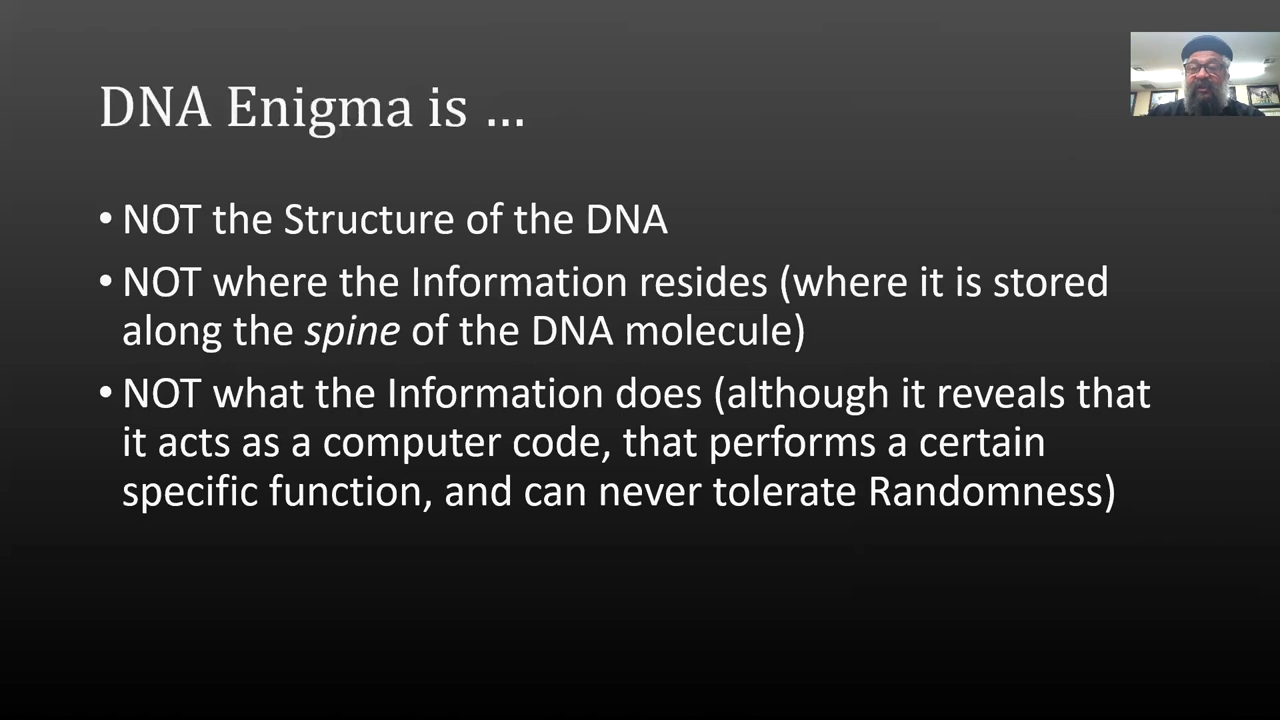 DNA Enigma is …
• NOT the Structure of the DNA
• NOT where the Information resides (where it is stored
along the spine of the DNA molecule)
• NOT what the Information does (although it reveals that
it acts as a computer code, that performs a certain
specific function, and can never tolerate Randomness)